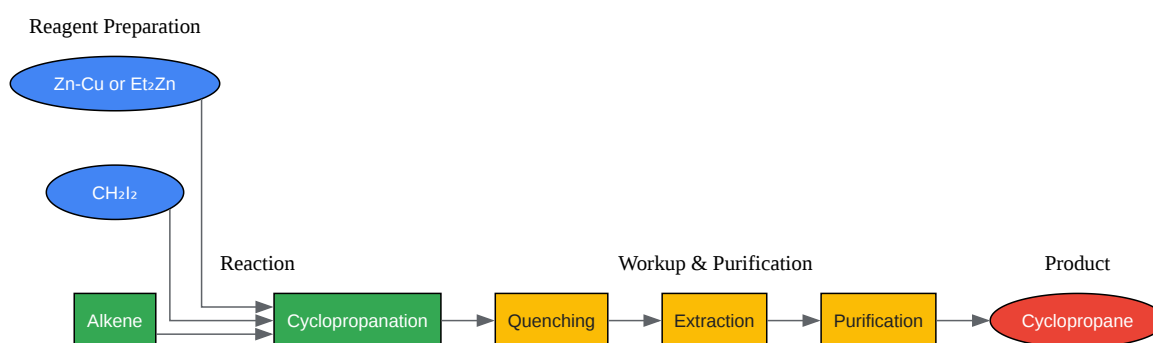 Reagent Preparation
Zn-Cu or Et₂Zn
CH₂I₂
Reaction
Workup & Purification
Product
Alkene
Cyclopropanation
Quenching
Extraction
Purification
Cyclopropane